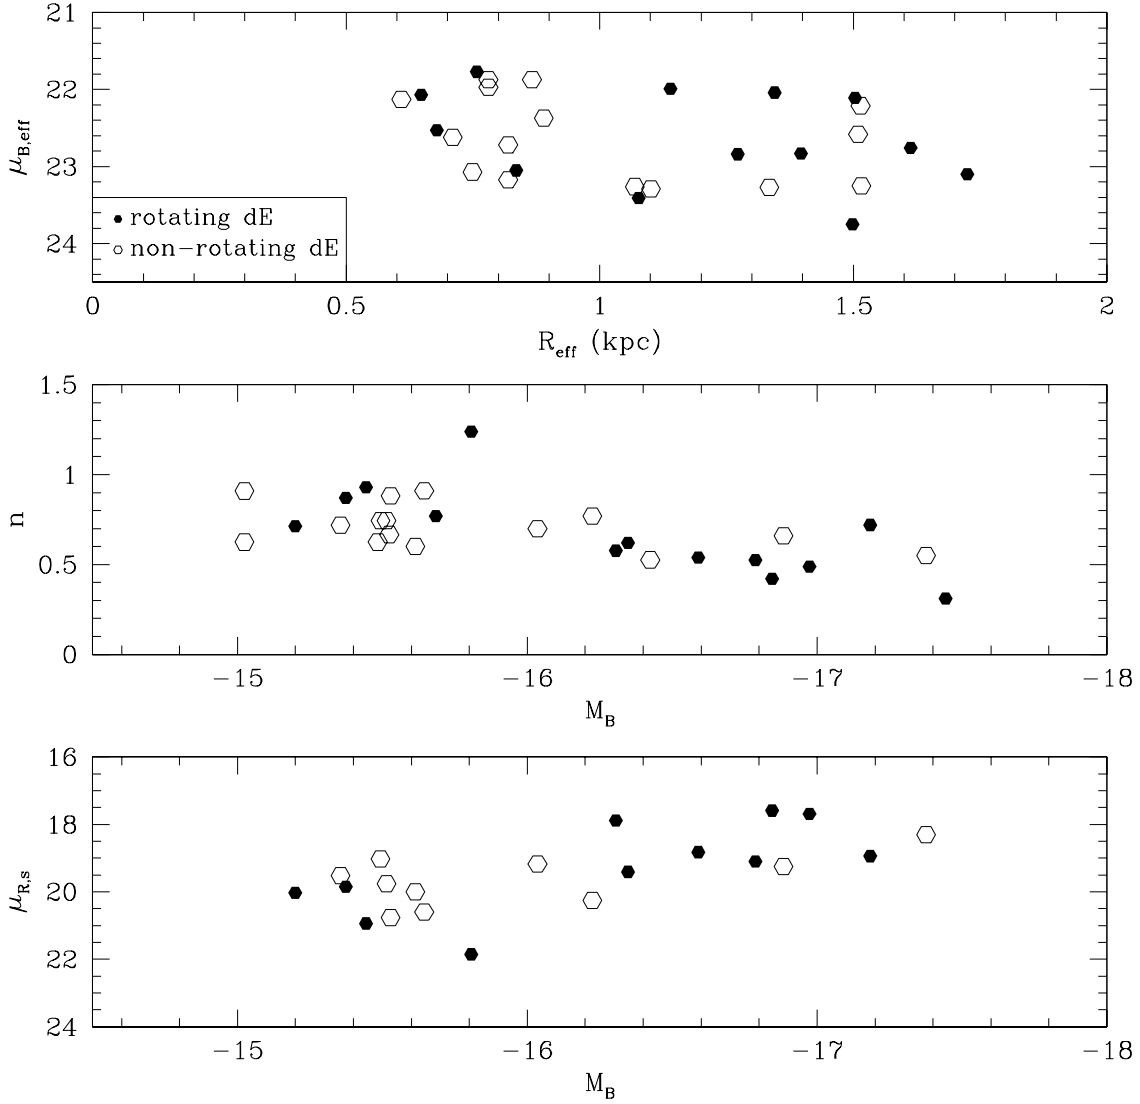 21
22
23
24
μB,eff
rotating dE
non-rotating dE
0 0.5 1 1.5 2
Reff (kpc)
1.5
1
0.5
0
n
-15 -16 -17 -18
MB
16
18
20
22
24
μR,s
-15 -16 -17 -18
MB